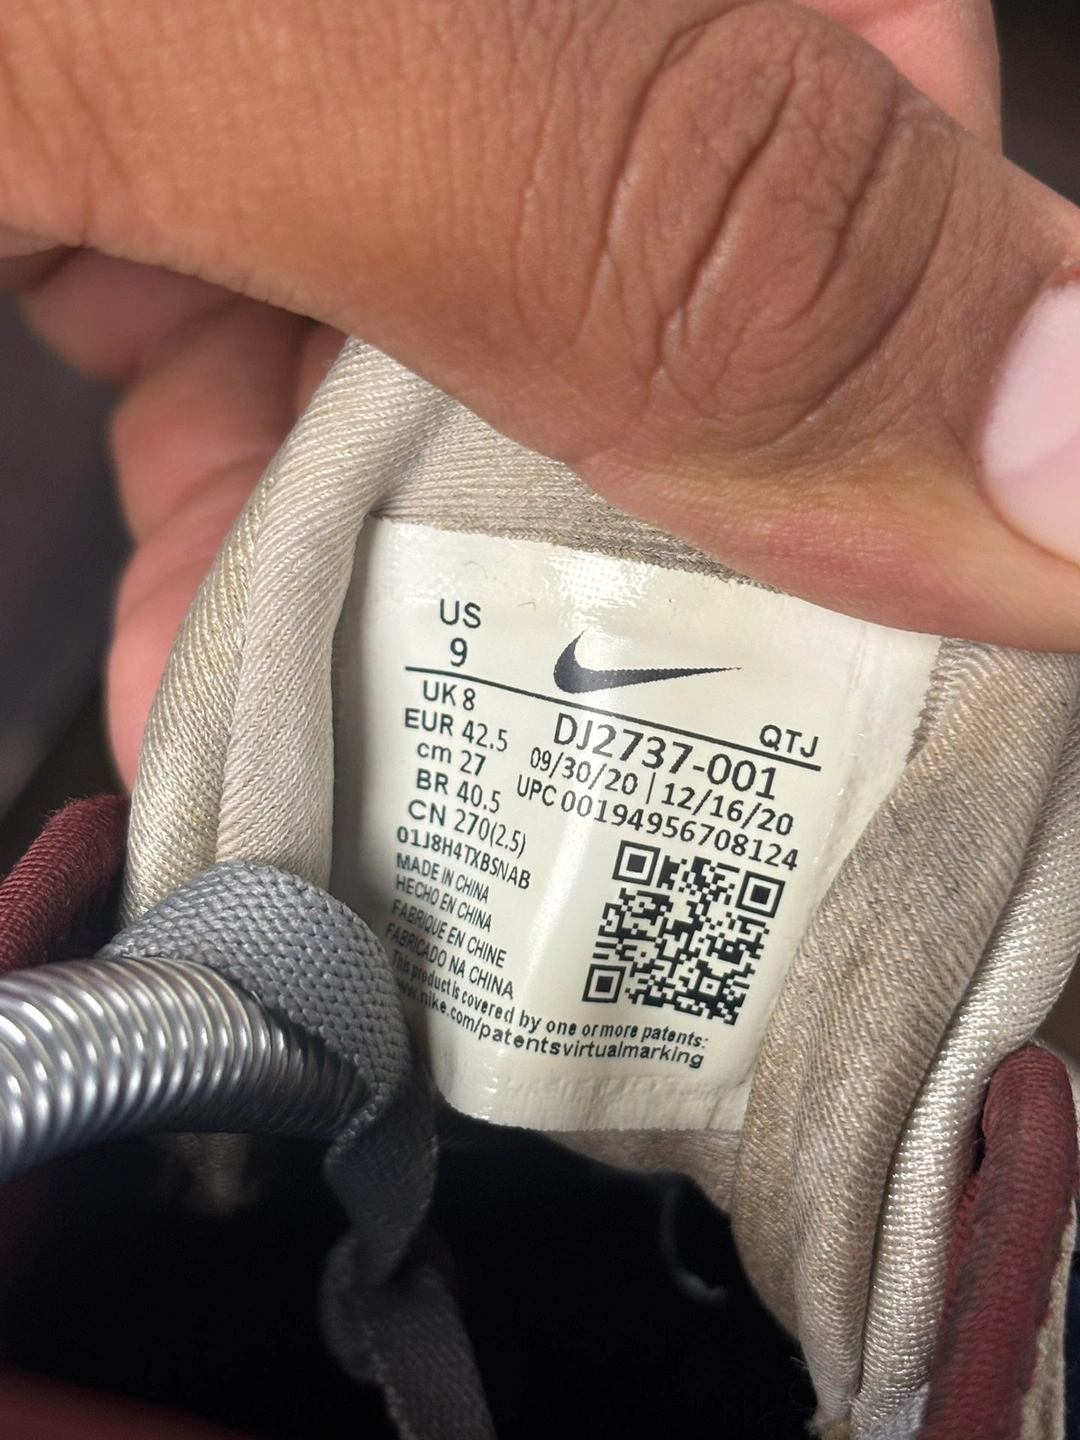 US
9
UK 8
EUR 42.5
cm 27
BR 40.5
CN 270(2.5)
01J8H4TXBSNAB
MADE IN CHINA
HECHO EN CHINA
FABRIQUE EN CHINE
FABRICADO NA CHINA
This product is covered by one or more patents:
www.nike.com/patentsvirtualmarking
QTJ
DJ2737-001
09/30/20 | 12/16/20
UPC 00194956708124